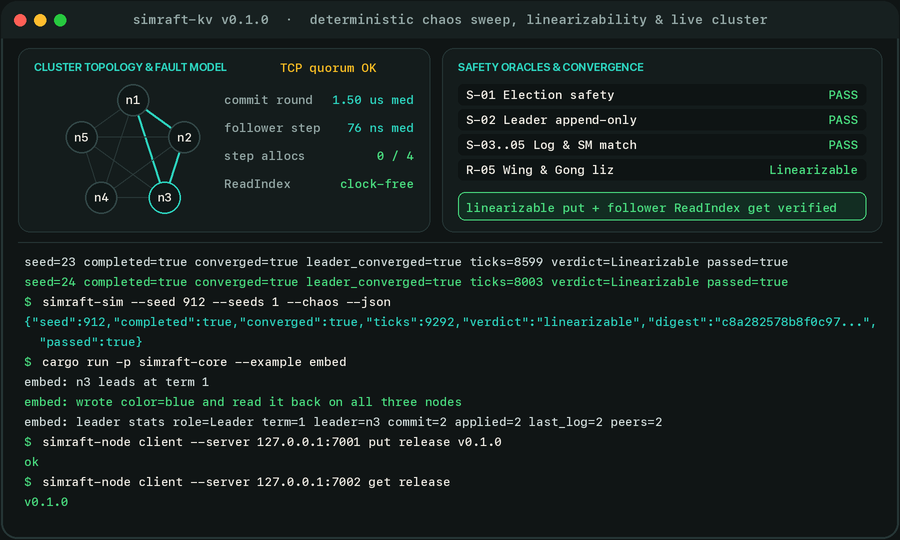 simraft-kv v0.1.0 · deterministic chaos sweep, linearizability & live cluster
CLUSTER TOPOLOGY & FAULT MODEL
TCP quorum OK
n1
n2
n3
n4
n5
commit round 1.50 us med
follower step 76 ns med
step allocs 0 / 4
ReadIndex clock-free
SAFETY ORACLES & CONVERGENCE
S-01 Election safety PASS
S-02 Leader append-only PASS
S-03..05 Log & SM match PASS
R-05 Wing & Gong liz Linearizable
linearizable put + follower ReadIndex get verified
seed=23 completed=true converged=true leader_converged=true ticks=8599 verdict=Linearizable passed=true
seed=24 completed=true converged=true leader_converged=true ticks=8003 verdict=Linearizable passed=true
$ simraft-sim --seed 912 --seeds 1 --chaos --json
{"seed":912,"completed":true,"converged":true,"ticks":9292,"verdict":"linearizable","digest":"c8a282578b8f0c97...",
"passed":true}
$ cargo run -p simraft-core --example embed
embed: n3 leads at term 1
embed: wrote color=blue and read it back on all three nodes
embed: leader stats role=Leader term=1 leader=n3 commit=2 applied=2 last_log=2 peers=2
$ simraft-node client --server 127.0.0.1:7001 put release v0.1.0
ok
$ simraft-node client --server 127.0.0.1:7002 get release
v0.1.0